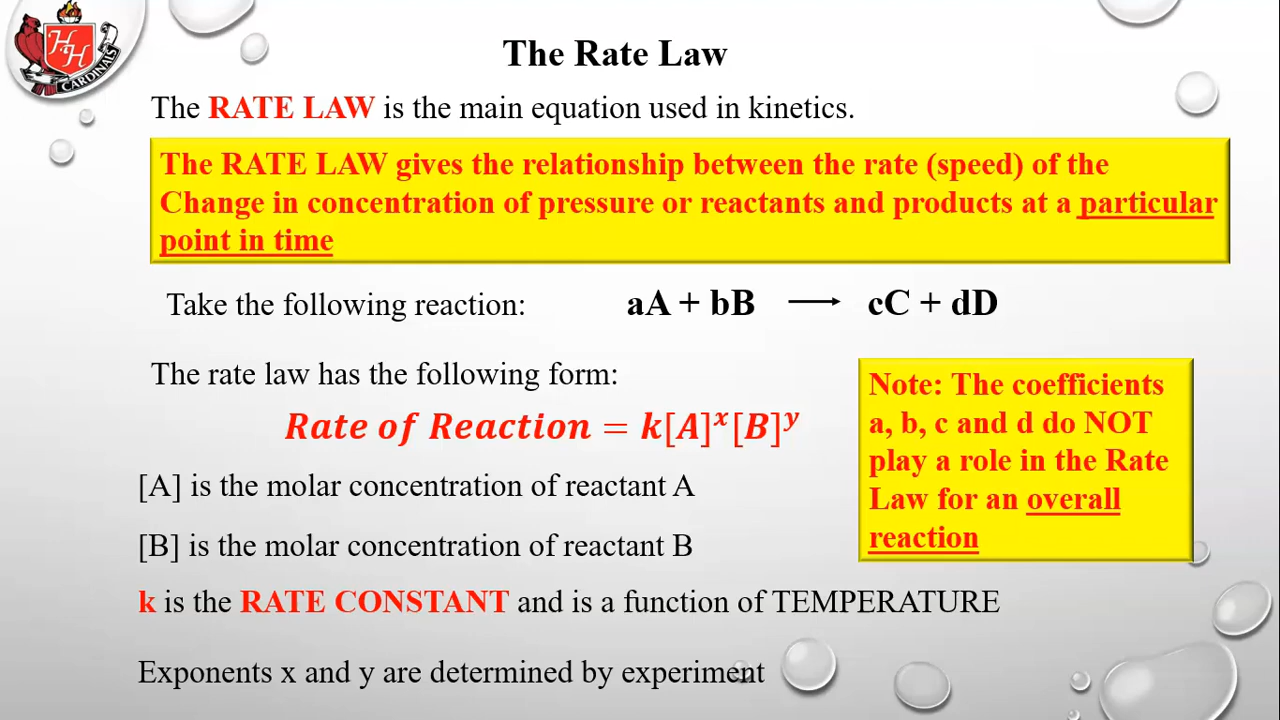 H
H
CARDINALS
The Rate Law
The RATE LAW is the main equation used in kinetics.
The RATE LAW gives the relationship between the rate (speed) of the
Change in concentration of pressure or reactants and products at a particular
point in time
Take the following reaction: aA + bB ⟶ cC + dD
The rate law has the following form:
Rate of Reaction = k[A]ˣ[B]ʸ
Note: The coefficients
a, b, c and d do NOT
play a role in the Rate
Law for an overall
reaction
[A] is the molar concentration of reactant A
[B] is the molar concentration of reactant B
k is the RATE CONSTANT and is a function of TEMPERATURE
Exponents x and y are determined by experiment